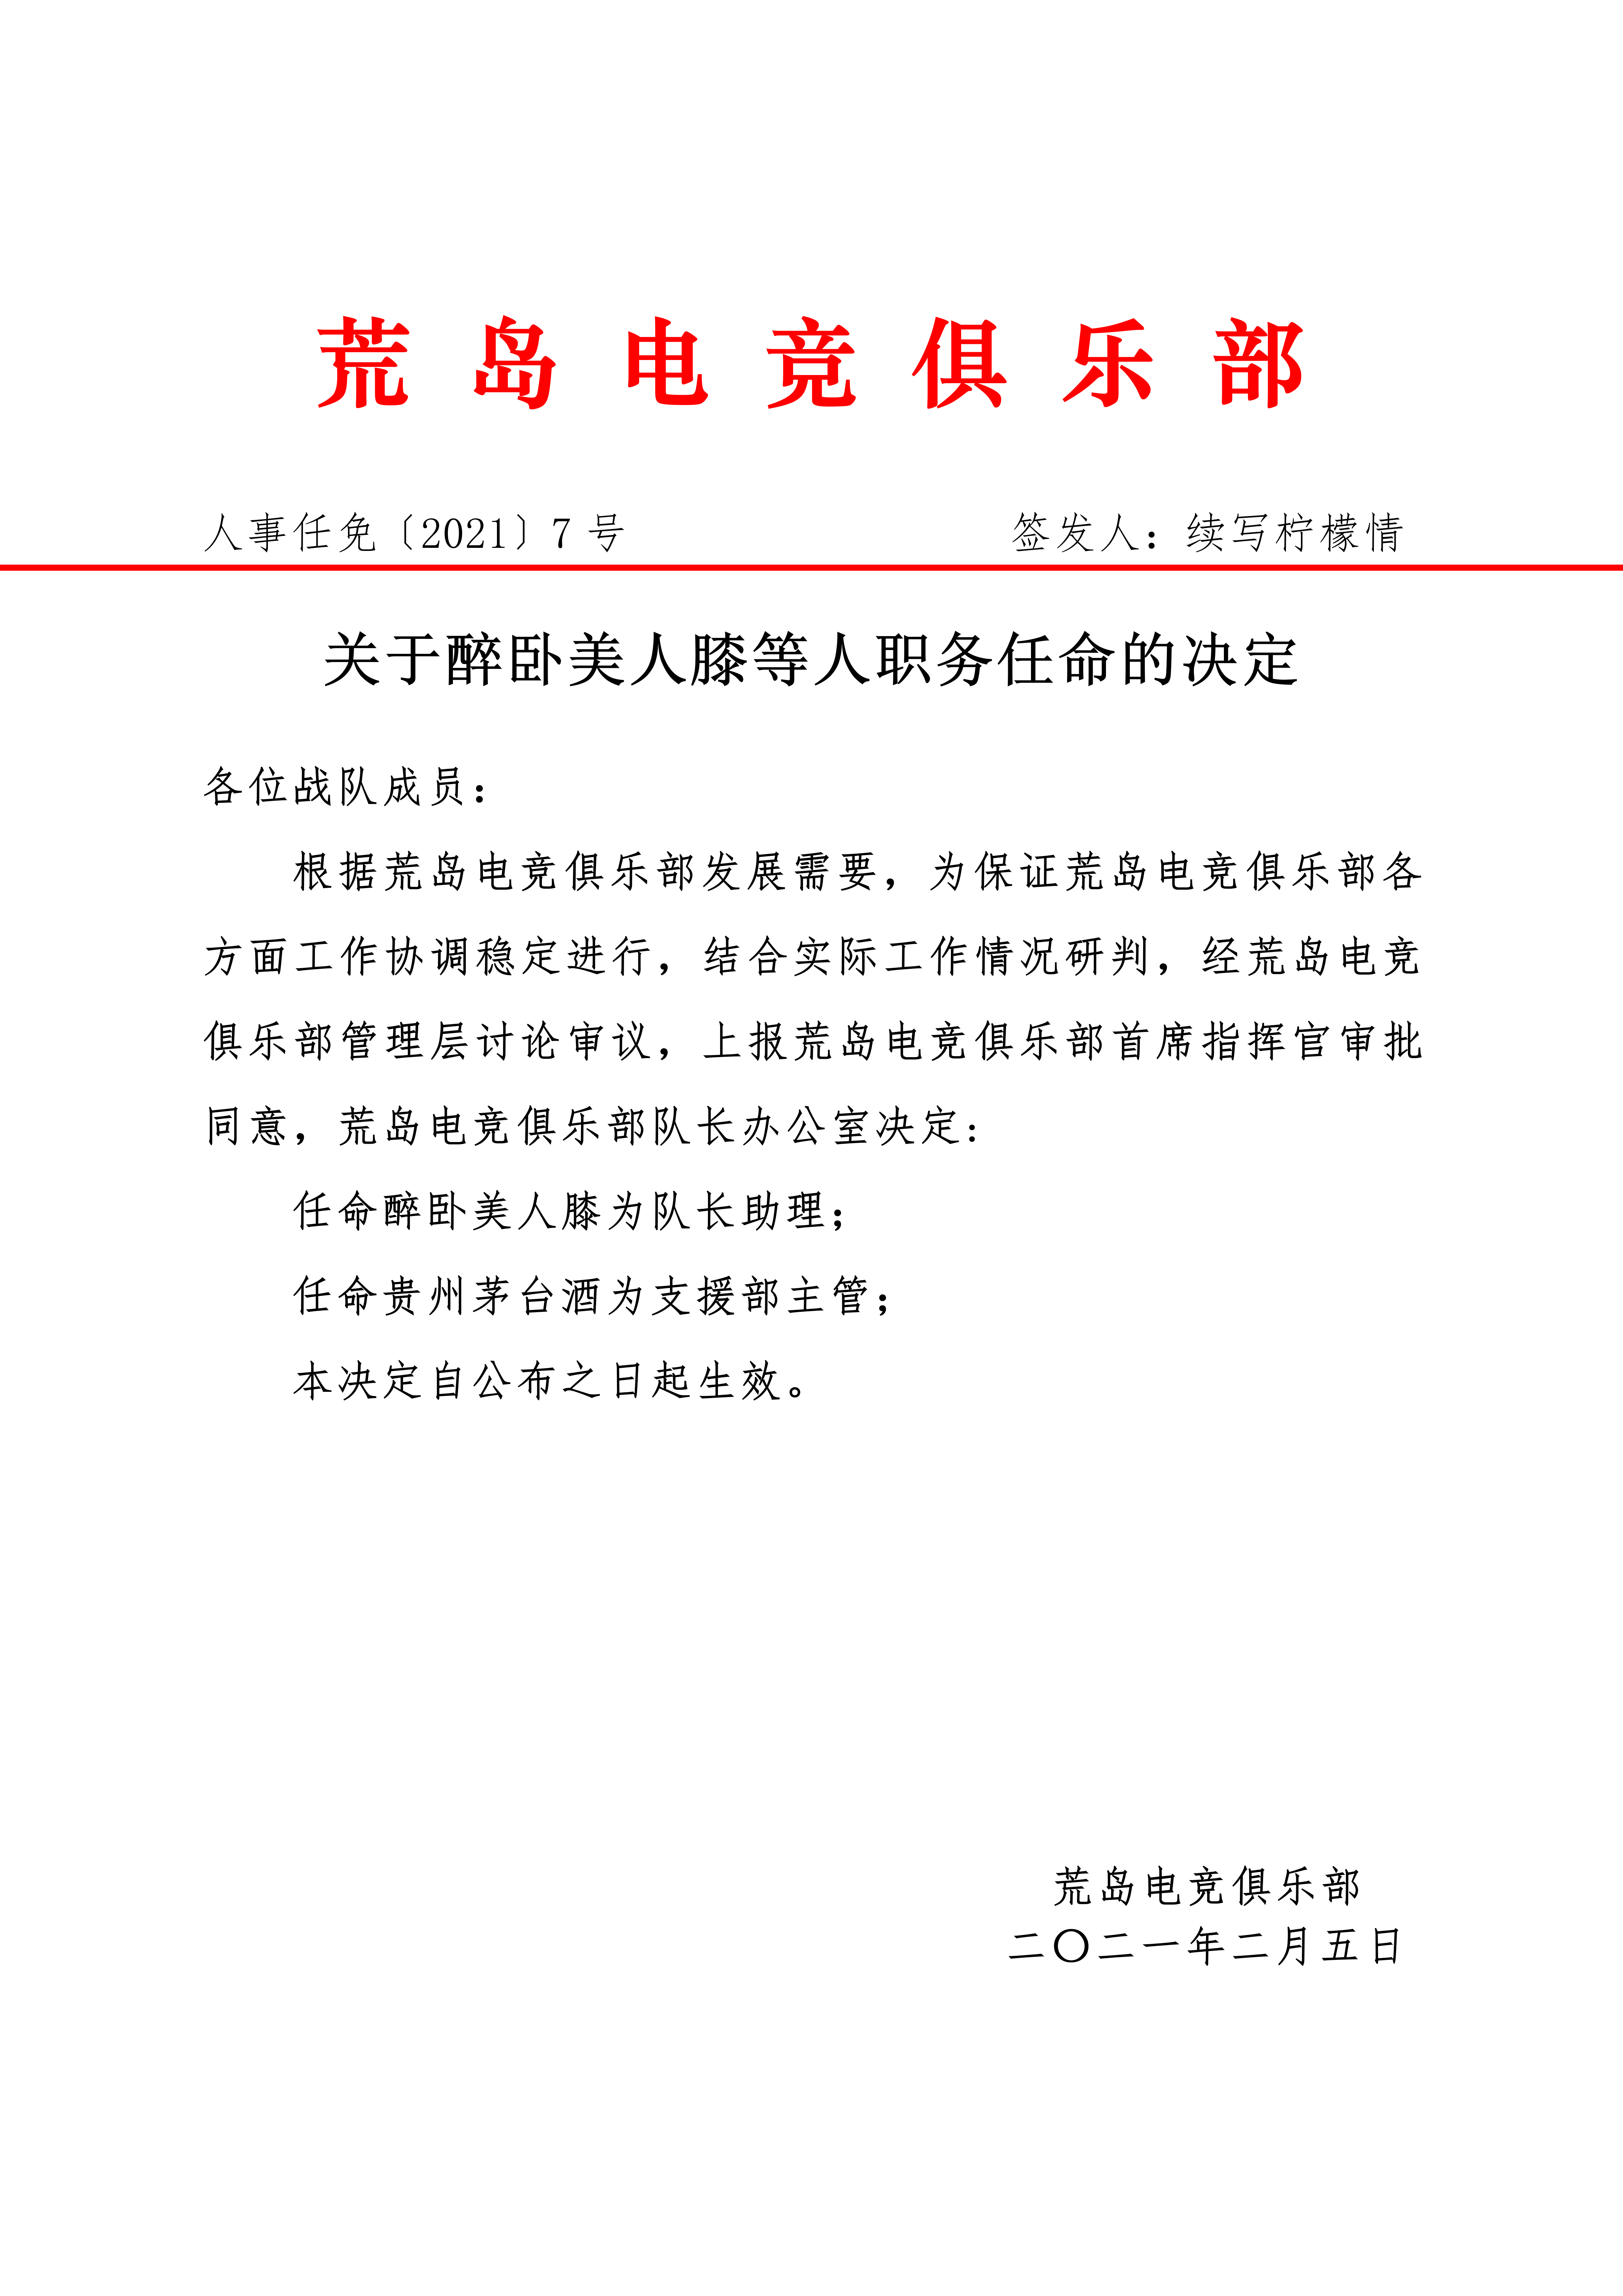 荒岛电竞俱乐部
人事任免〔2021〕7号 签发人：续写柠檬情
关于醉卧美人膝等人职务任命的决定
各位战队成员：
根据荒岛电竞俱乐部发展需要，为保证荒岛电竞俱乐部各
方面工作协调稳定进行，结合实际工作情况研判，经荒岛电竞
俱乐部管理层讨论审议，上报荒岛电竞俱乐部首席指挥官审批
同意，荒岛电竞俱乐部队长办公室决定：
任命醉卧美人膝为队长助理；
任命贵州茅台酒为支援部主管；
本决定自公布之日起生效。
荒岛电竞俱乐部
二〇二一年二月五日